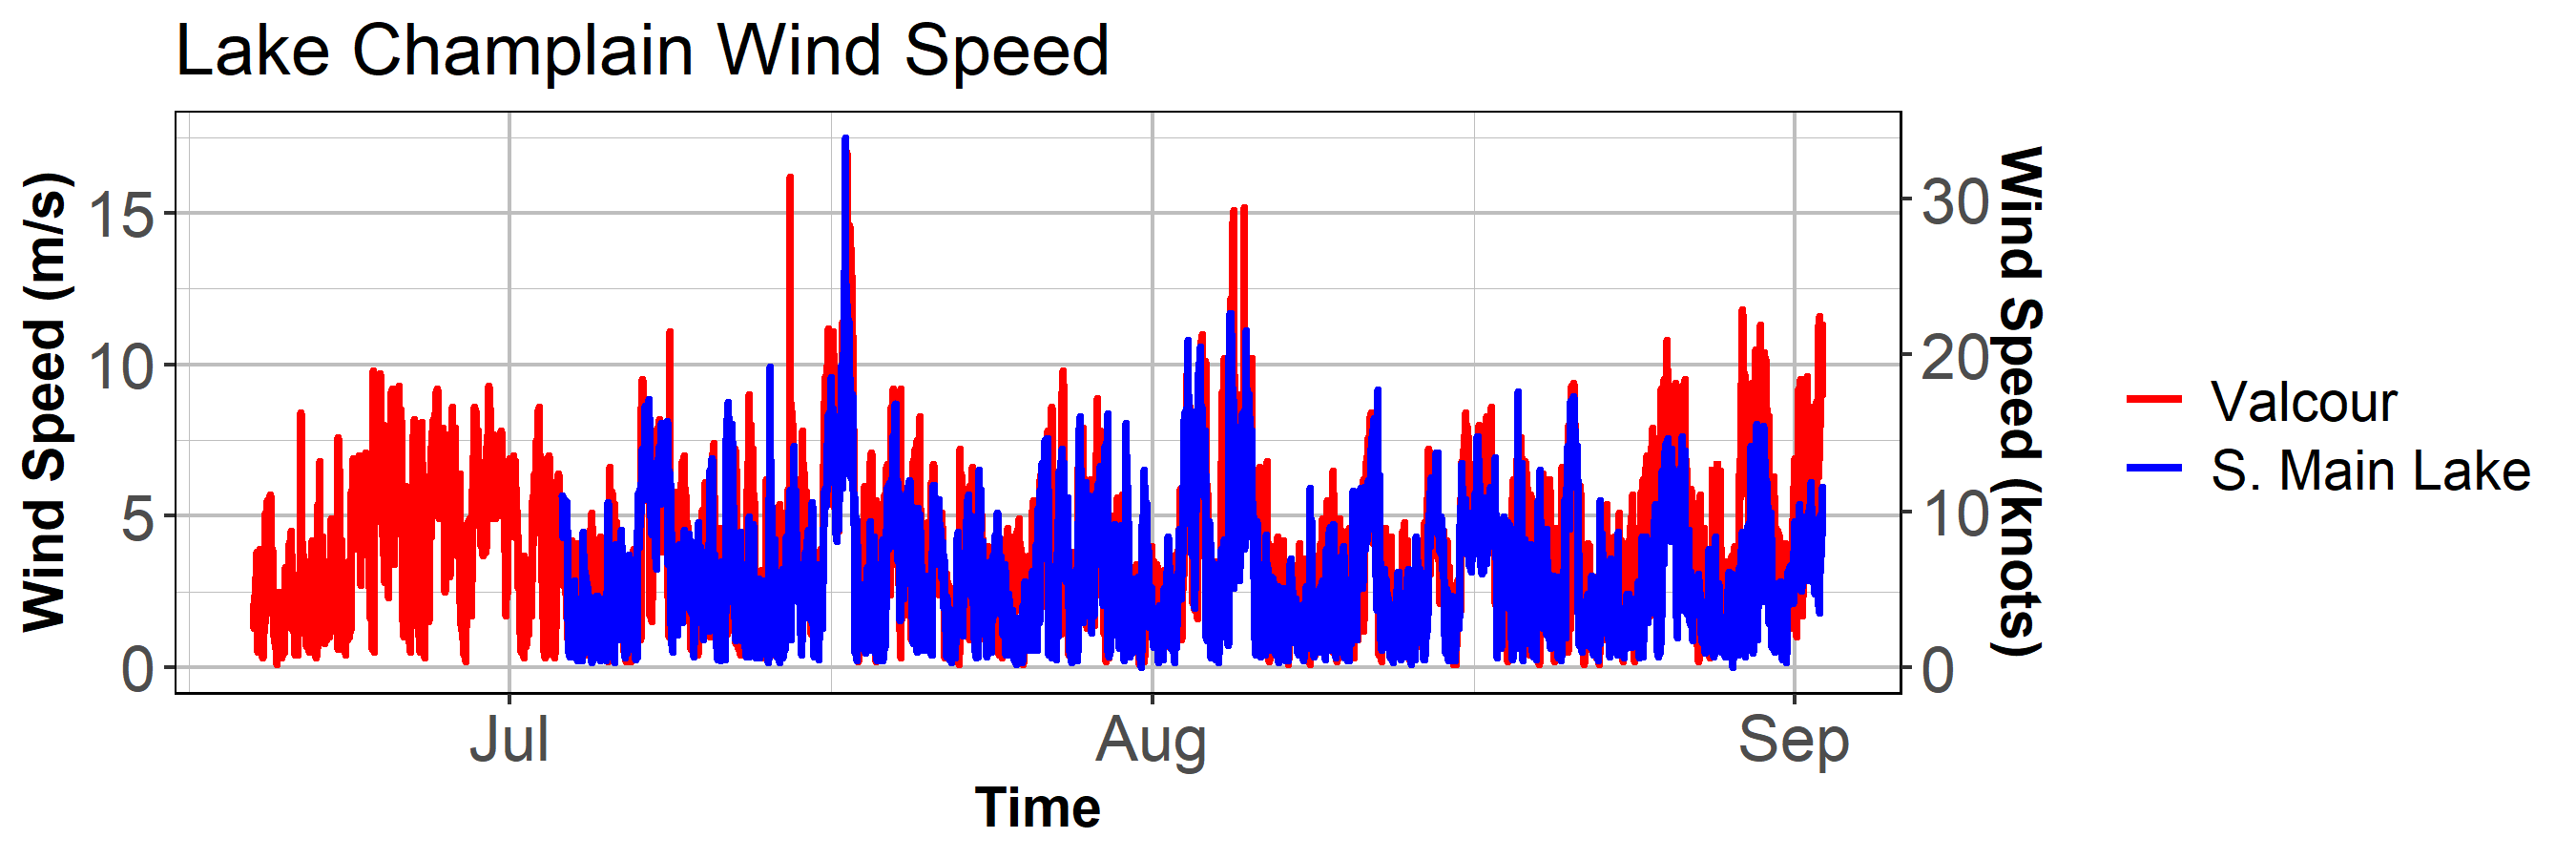 Lake Champlain Wind Speed
Wind Speed (m/s)
15
10
5
0
30
20
10
0
Wind Speed (knots)
Jul
Aug
Sep
Time
Valcour
S. Main Lake